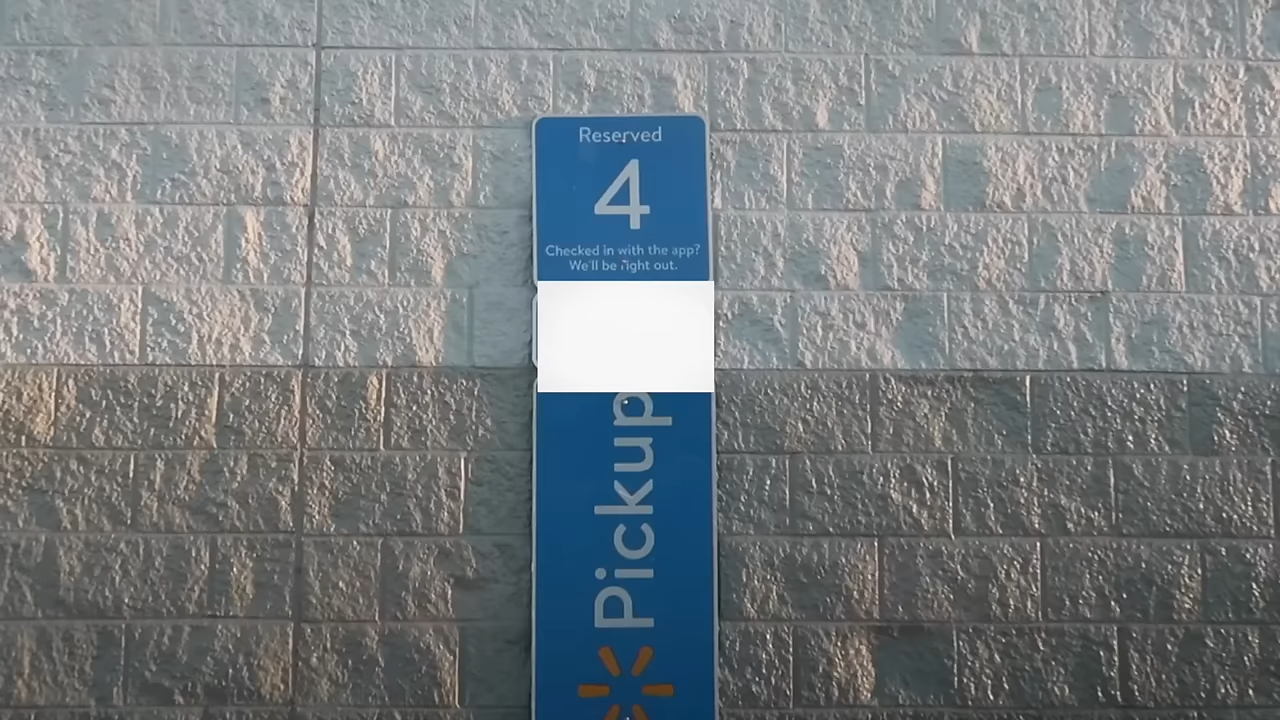 Reserved
4
Checked in with the app?
We'll be right out.
Pickup